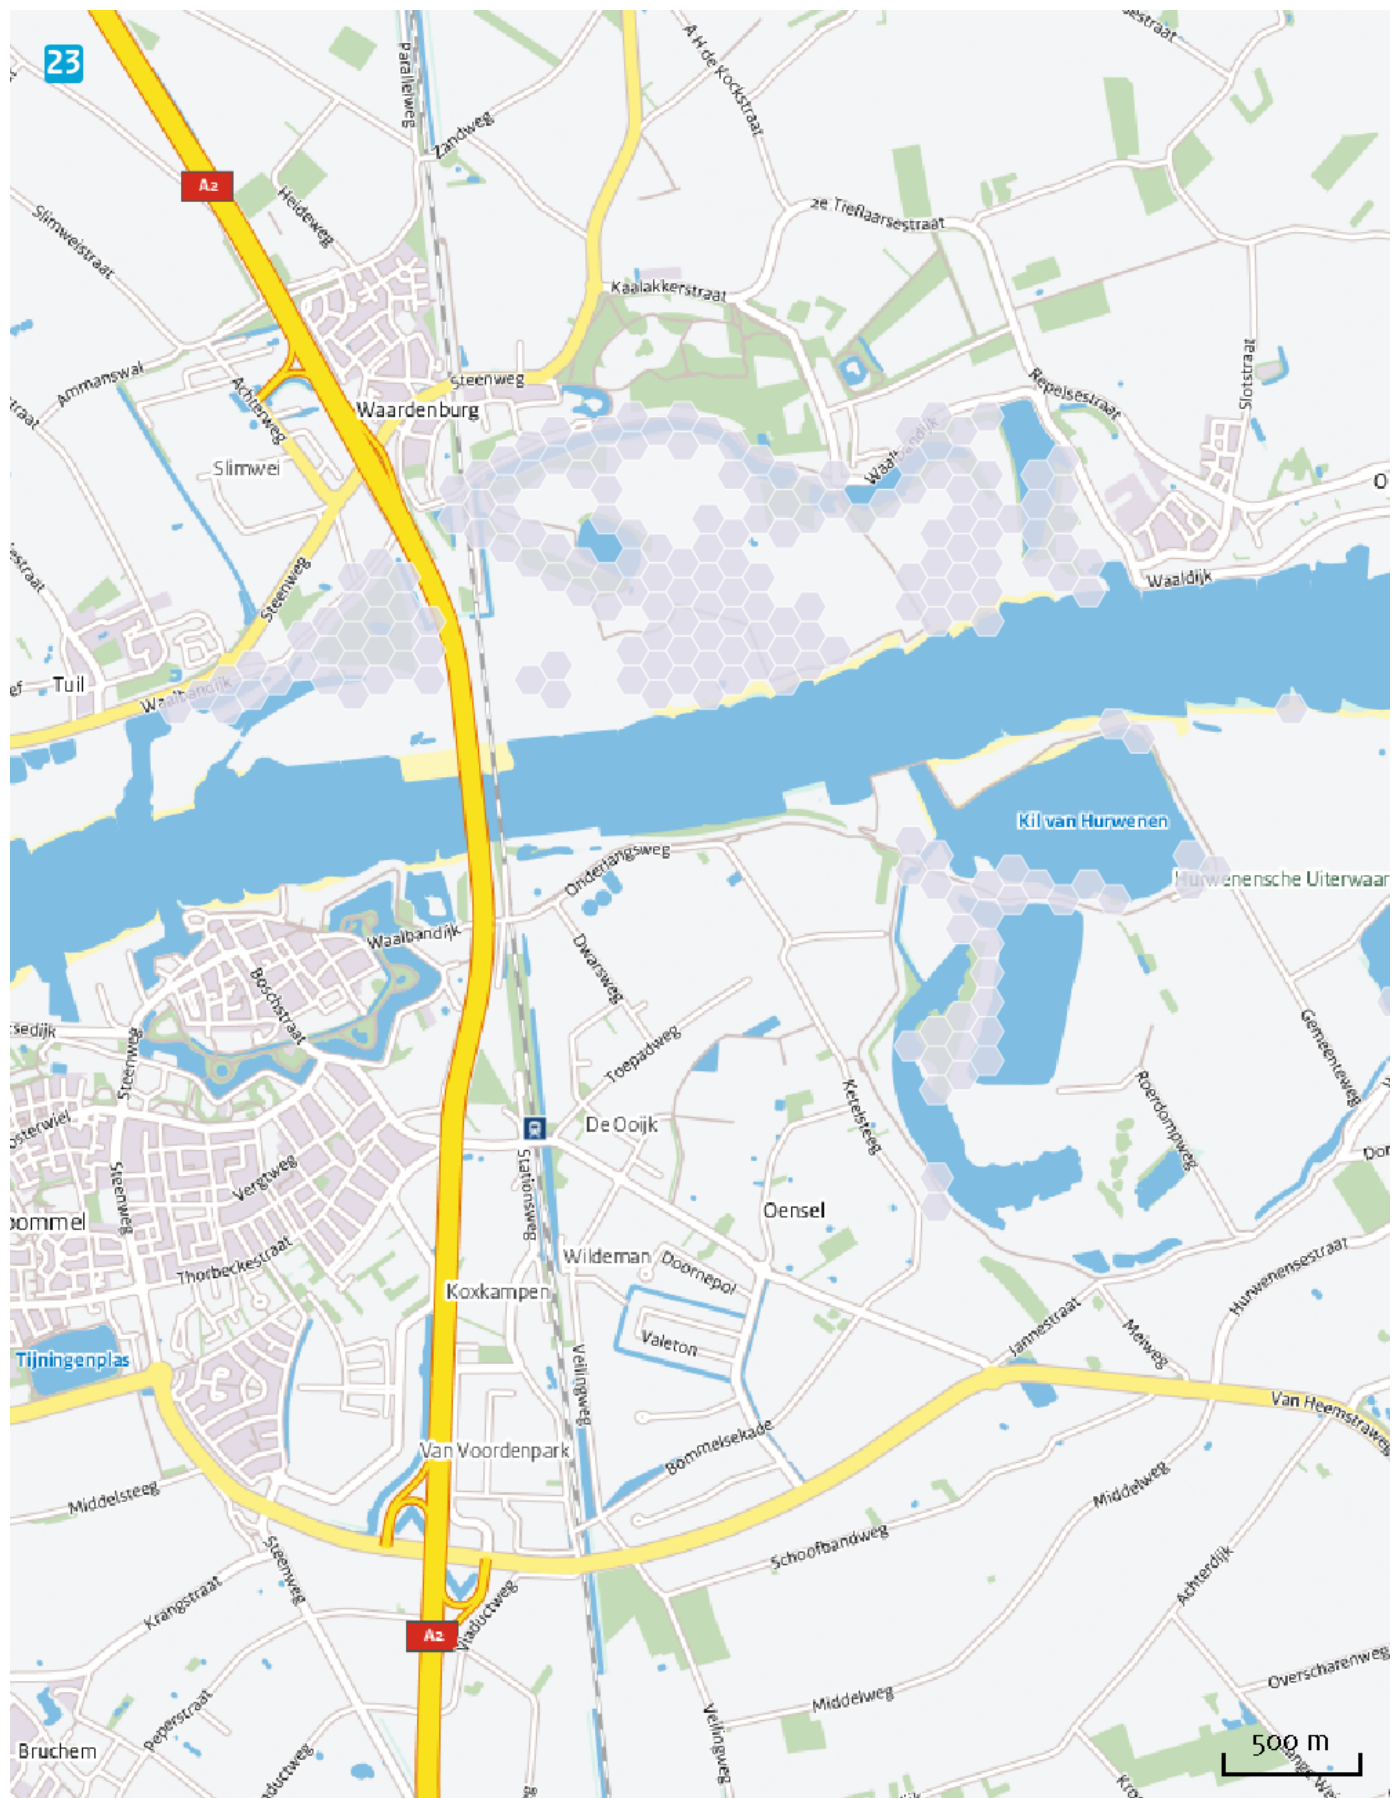 23
Parallelweg
A H de Kockstraat
Zandweg
A2
Heideweg
Slimweistraat
2e Tieflaarsestraat
Kaalakkerstraat
Slotstraat
Ammanswal
Achterweg
Steenweg
Repelsestraat
Waardenburg
Waalbandijk
Slimwei
Steenweg
Waaldijk
Tuil
Waalbandijk
Kil van Hurwenen
Onderlangsweg
Hurwenensche Uiterwaar
Waalbandijk
Dwarsweg
Boschstraat
Steenweg
Toepadweg
Gemeenteweg
Ketelsteeg
Roerdompweg
De Ooijk
Stationsweg
Steenweg
Vergtweg
Oensel
Thorbeckestraat
Wildeman
Doornepol
Koxkampen
Hurwenensestraat
Jannestraat
Meiweg
Valeton
Tijningenplas
Veilingweg
Van Heemstraweg
Van Voordenpark
Bommelsekade
Middelsteeg
Middelweg
Schoofbandweg
Steenweg
Achterdijk
Krangstraat
Viaductweg
A2
Overscharenweg
Middelweg
Peperstraat
Veilingweg
Bruchem
500 m